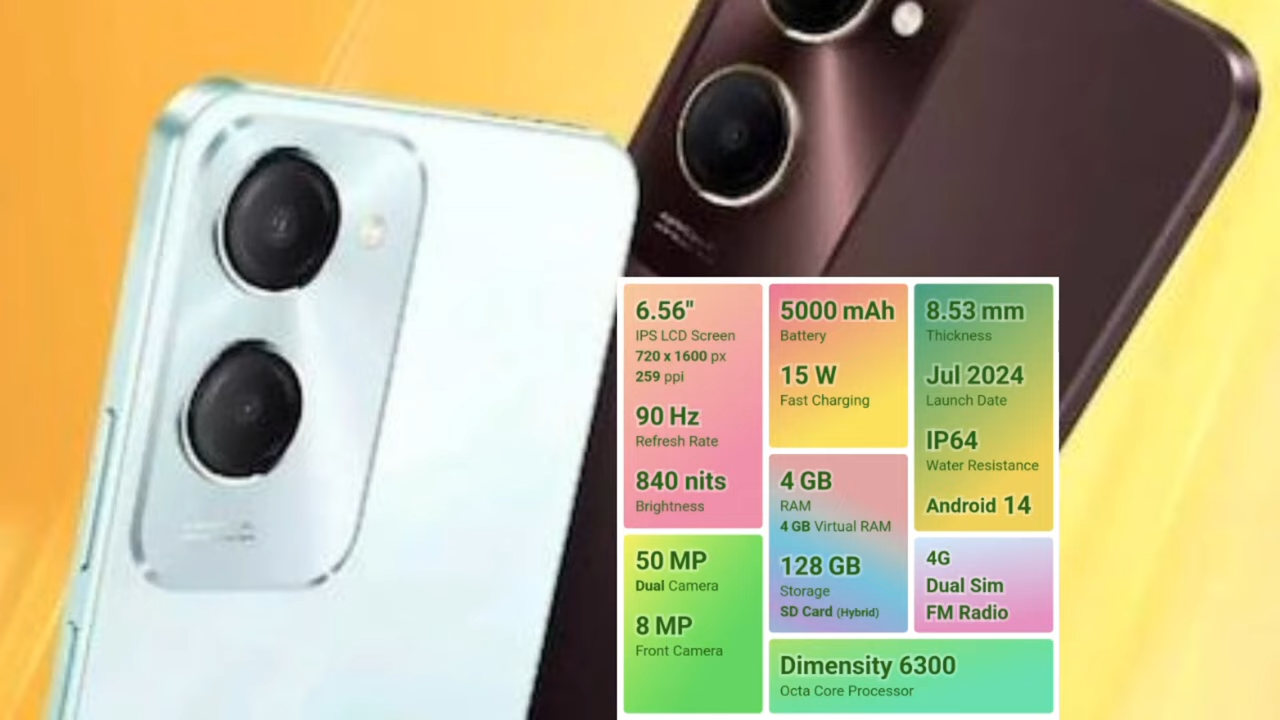 6.56"
IPS LCD Screen
720 x 1600 px
259 ppi
90 Hz
Refresh Rate
840 nits
Brightness
50 MP
Dual Camera
8 MP
Front Camera
5000 mAh
Battery
15 W
Fast Charging
4 GB
RAM
4 GB Virtual RAM
128 GB
Storage
SD Card (Hybrid)
8.53 mm
Thickness
Jul 2024
Launch Date
IP64
Water Resistance
Android 14
4G
Dual Sim
FM Radio
Dimensity 6300
Octa Core Processor